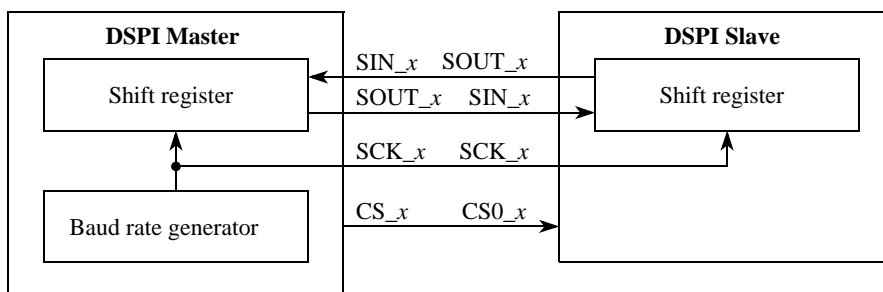 DSPI Master DSPI Slave
SIN_x SOUT_x
Shift register Shift register
SOUT_x SIN_x
SCK_x SCK_x
CS_x CS0_x
Baud rate generator